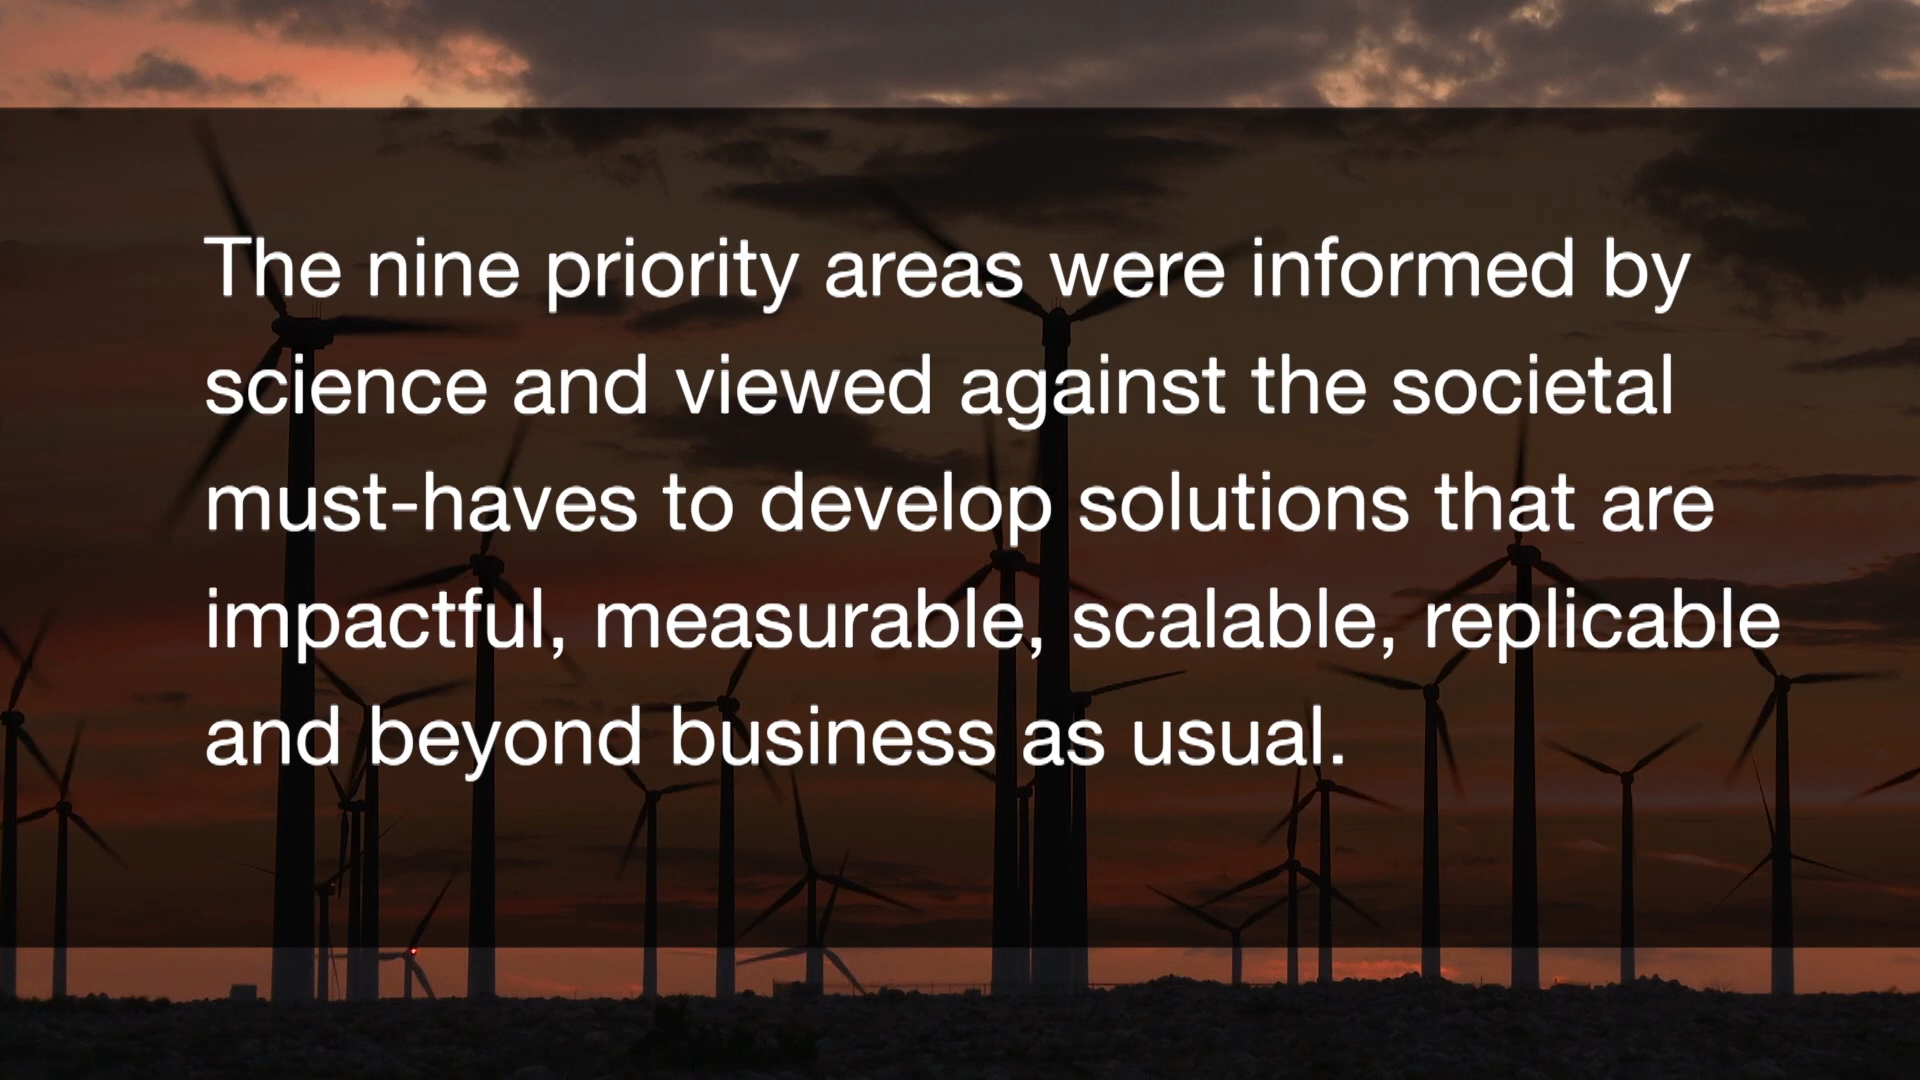 The nine priority areas were informed by
science and viewed against the societal
must-haves to develop solutions that are
impactful, measurable, scalable, replicable
and beyond business as usual.